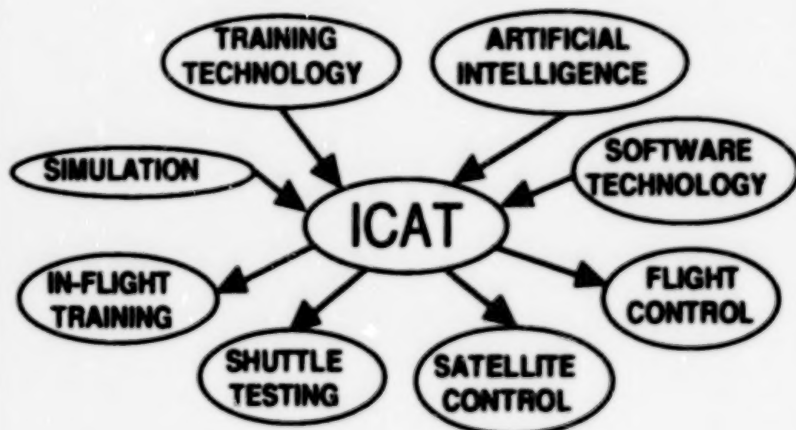 TRAINING
TECHNOLOGY
ARTIFICIAL
INTELLIGENCE
SIMULATION
SOFTWARE
TECHNOLOGY
ICAT
IN-FLIGHT
TRAINING
FLIGHT
CONTROL
SHUTTLE
TESTING
SATELLITE
CONTROL